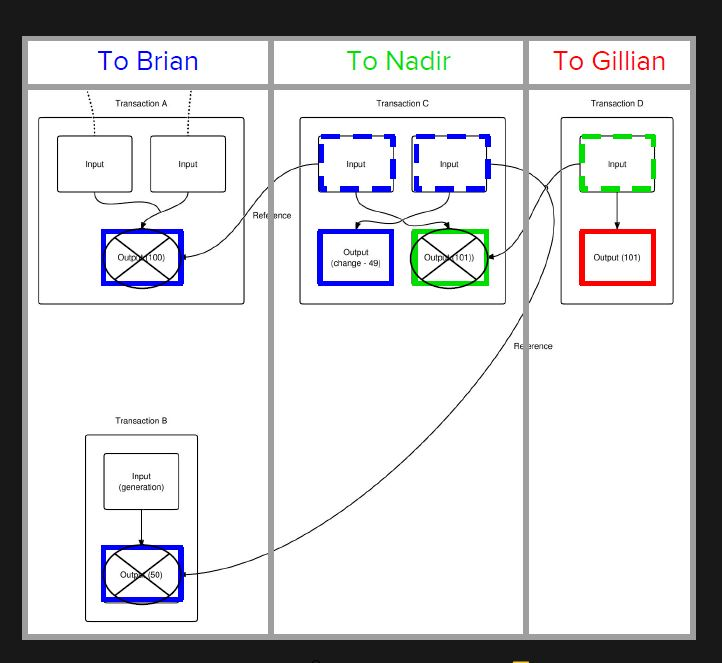 To Brian
To Nadir
To Gillian
Transaction A
Transaction C
Transaction D
Input
Input
Input
Input
Input
Reference
Output (100)
Output
(change - 49)
Output (101))
Output (101)
Reference
Transaction B
Input
(generation)
Output (50)